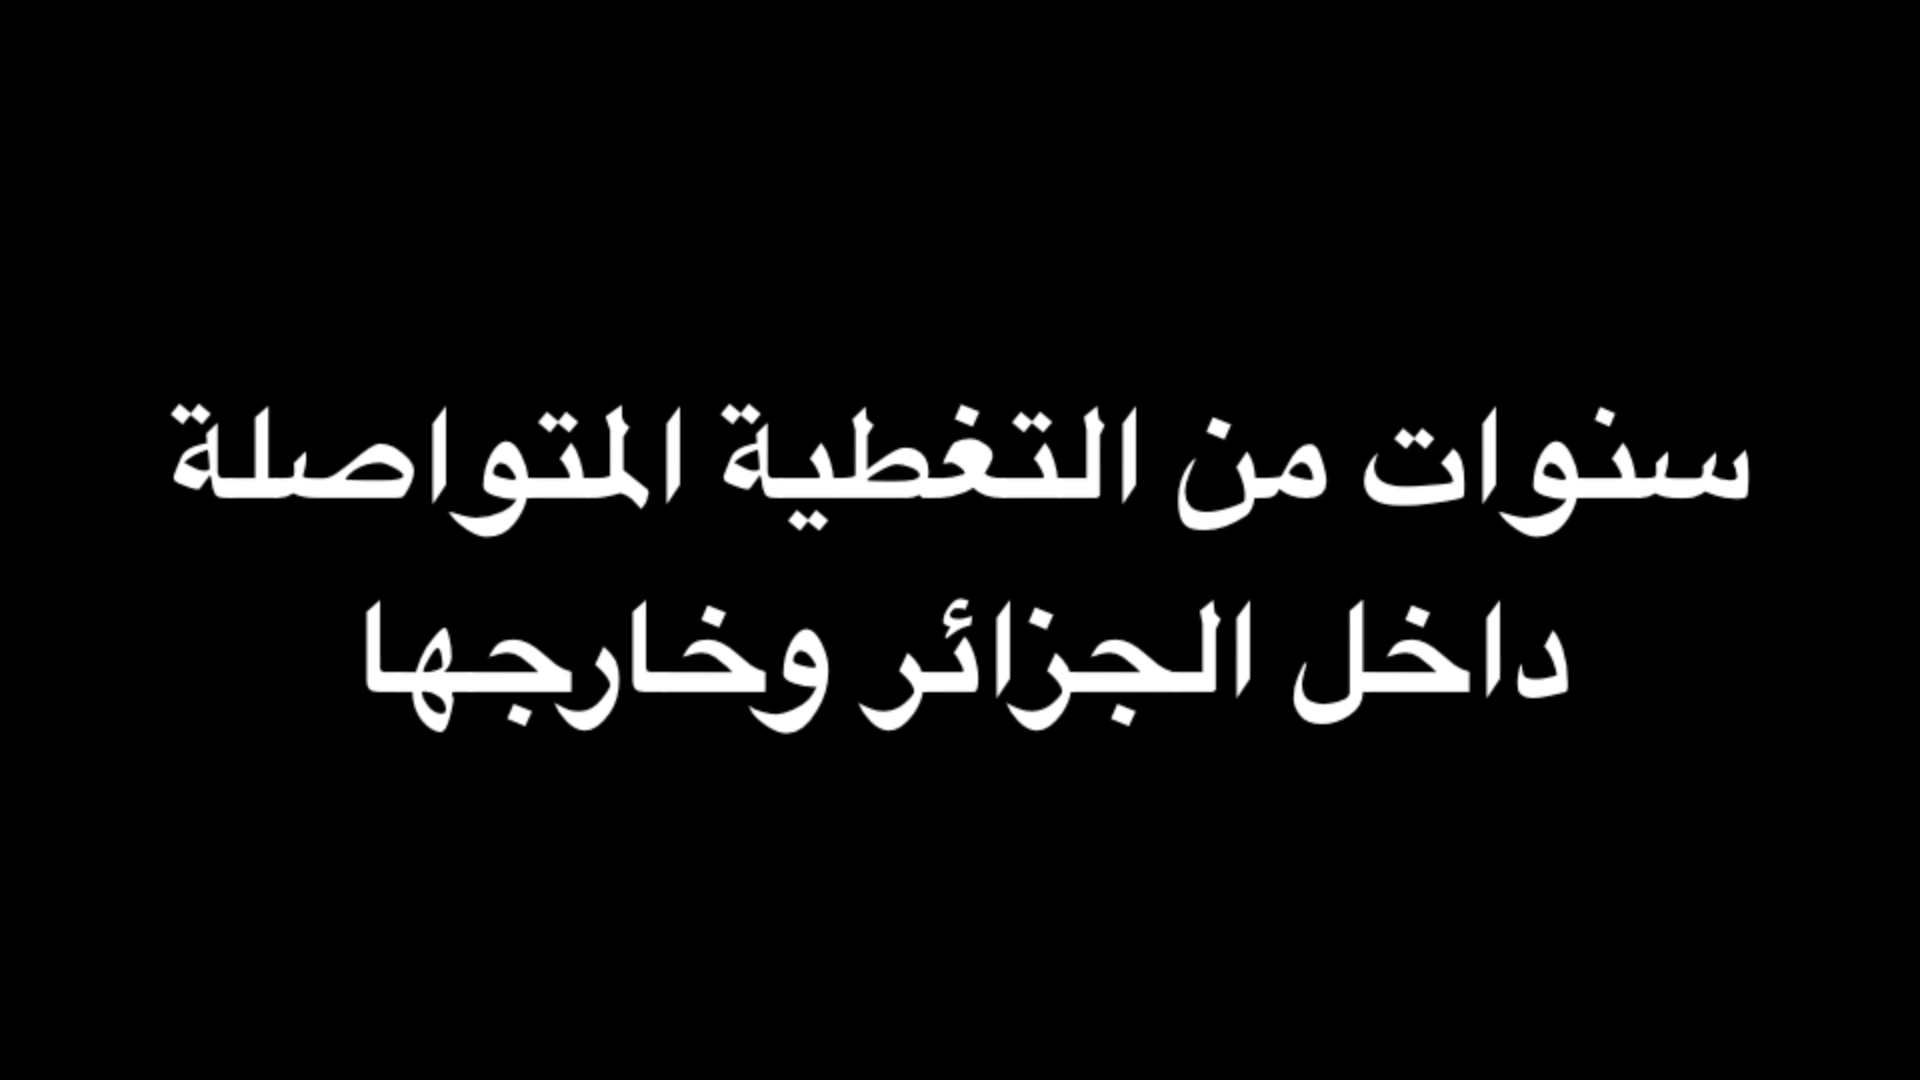 سنوات من التغطية المتواصلة
داخل الجزائر وخارجها